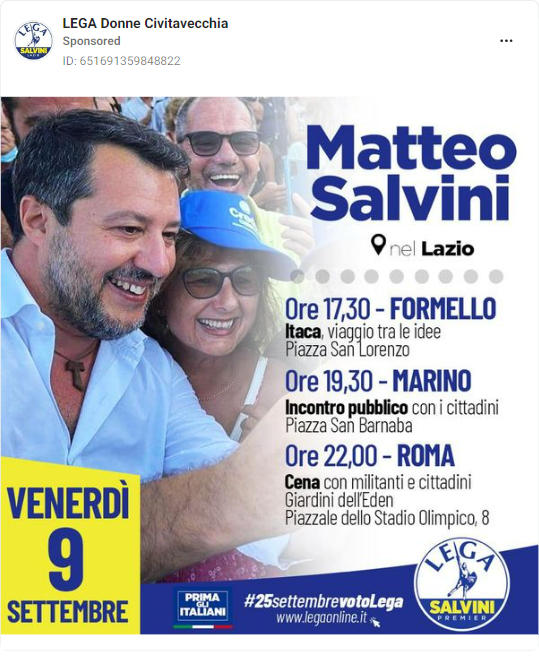 LEGA Donne Civitavecchia
Sponsored
ID: 651691359848822
LEGA
SALVINI
Matteo
Salvini
nel Lazio
Ore 17,30 - FORMELLO
Itaca, viaggio tra le idee
Piazza San Lorenzo
Ore 19,30 - MARINO
Incontro pubblico con i cittadini
Piazza San Barnaba
Ore 22,00 - ROMA
Cena con militanti e cittadini
Giardini dell'Eden
Piazzale dello Stadio Olimpico, 8
VENERDÌ
9
SETTEMBRE
PRIMA
GLI
ITALIANI
#25settembrevotoLega
www.legaonline.it
LEGA
SALVINI
PREMIER